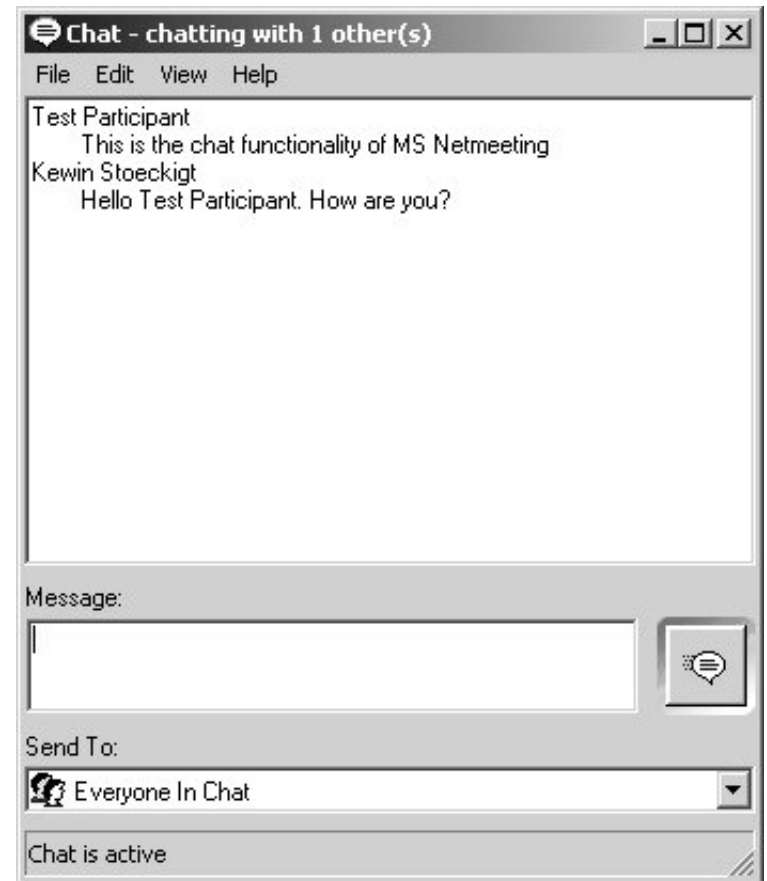 Chat - chatting with 1 other(s)
File Edit View Help
Test Participant
This is the chat functionality of MS Netmeeting
Kewin Stoeckigt
Hello Test Participant. How are you?
Message:
Send To:
Everyone In Chat
Chat is active